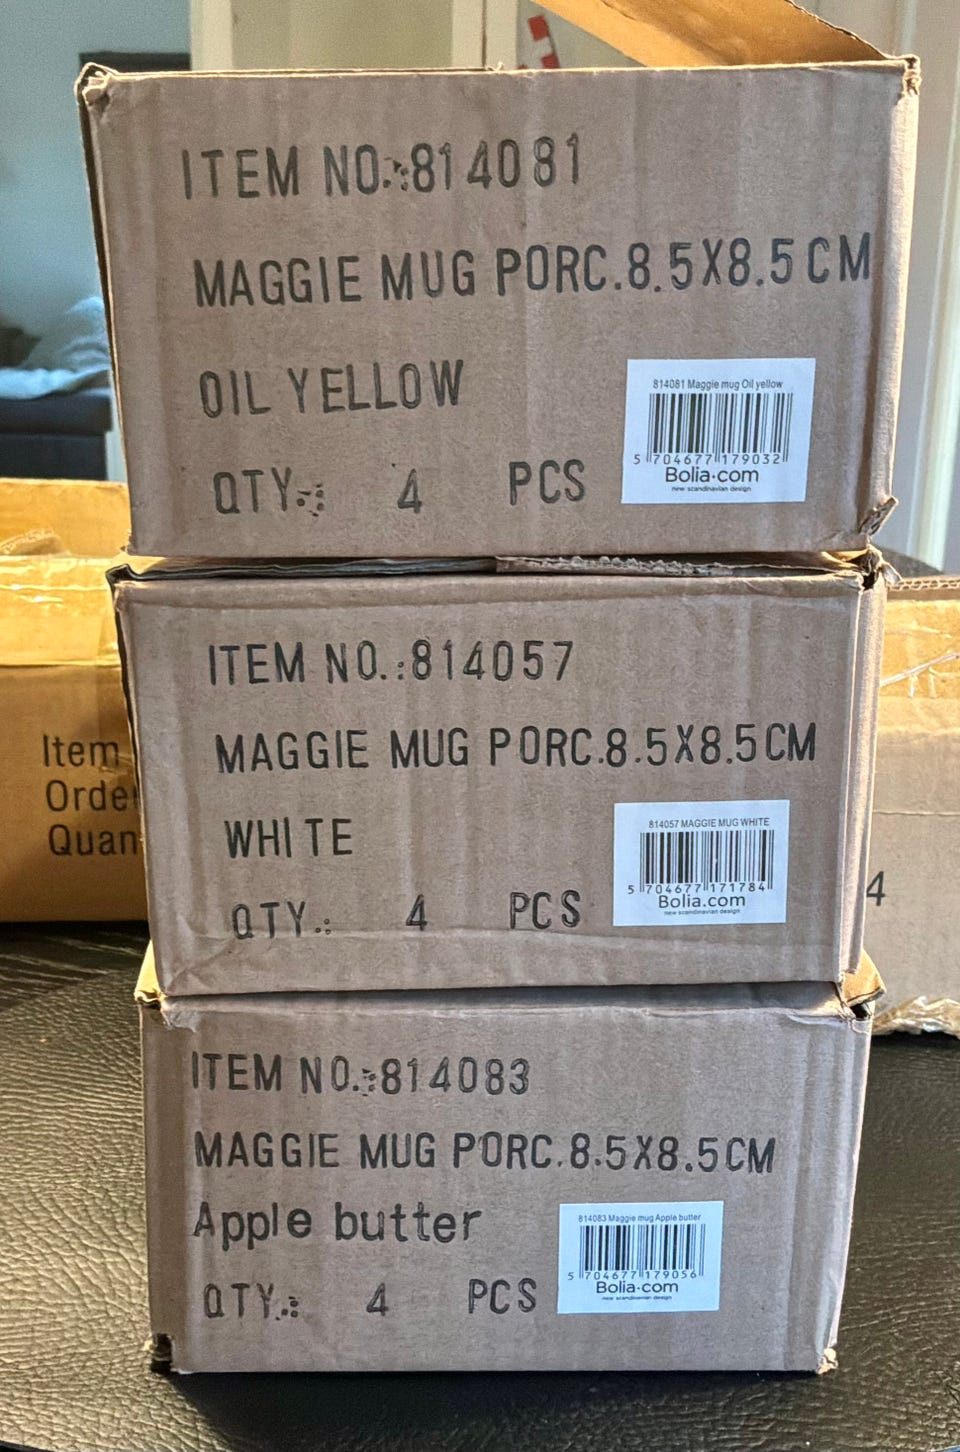 ITEM NO.:814081
MAGGIE MUG PORC.8.5X8.5CM
OIL YELLOW
QTY.: 4 PCS
814081 Maggie mug Oil yellow
5 704677 179032
Bolia.com
new scandinavian design
ITEM NO.:814057
MAGGIE MUG PORC.8.5X8.5CM
WHITE
QTY.: 4 PCS
814057 MAGGIE MUG WHITE
5 704677 171784
Bolia.com
new scandinavian design
Item
Orde
Quan
4
ITEM NO.:814083
MAGGIE MUG PORC.8.5X8.5CM
Apple butter
QTY.: 4 PCS
814083 Maggie mug Apple butter
5 704677 179056
Bolia.com
new scandinavian design